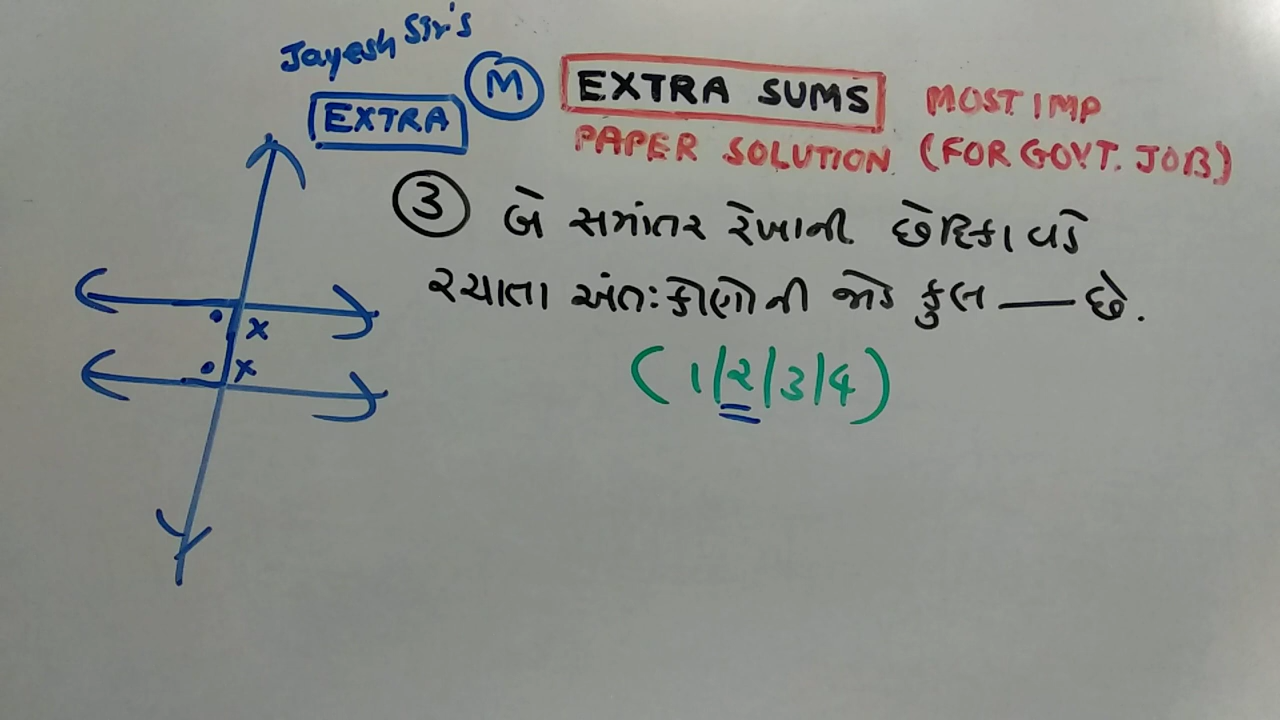 Jayesh Sir's
EXTRA
M
EXTRA SUMS
MOST IMP
PAPER SOLUTION (FOR GOVT. JOB)
3 બે સમાંતર રેખાની છેદિકા વડે
રચાતા અંતઃકોણોની જોડ કુલ — છે.
(1/2/3/4)
x
x